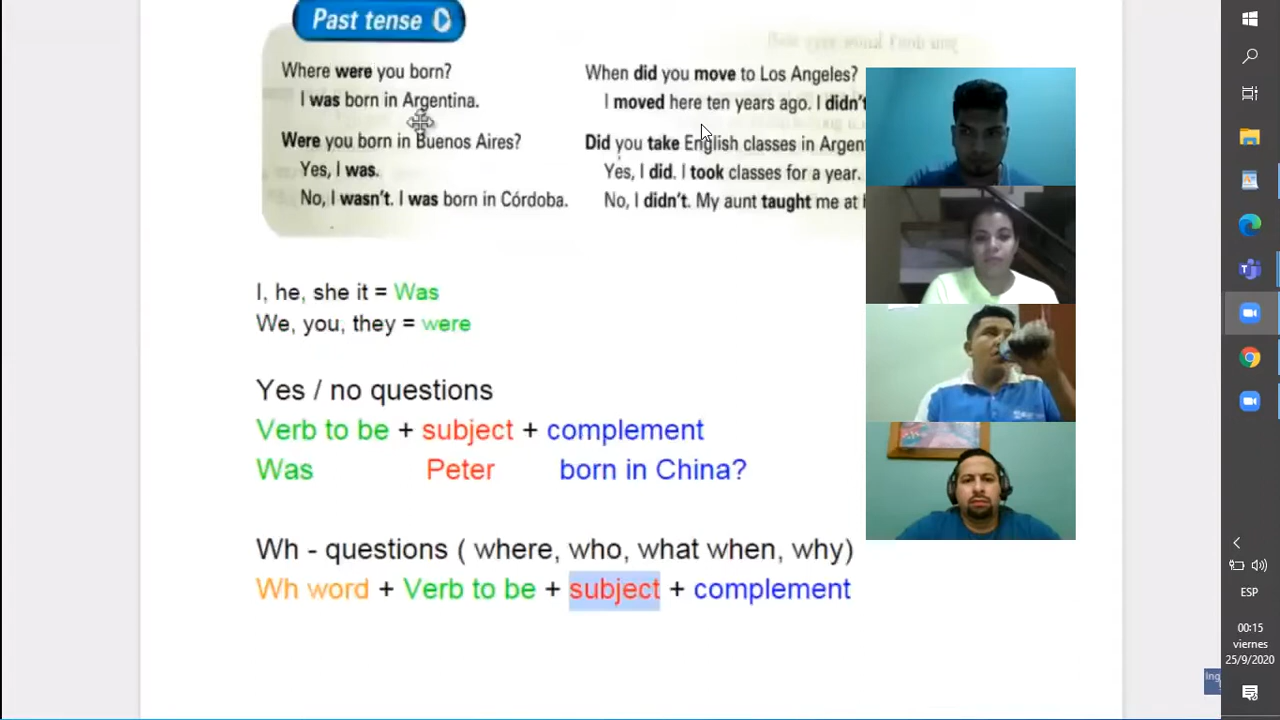 Past tense
Where were you born?
I was born in Argentina.
Were you born in Buenos Aires?
Yes, I was.
No, I wasn't. I was born in Córdoba.
When did you move to Los Angeles?
I moved here ten years ago. I didn't
Did you take English classes in Argen
Yes, I did. I took classes for a year.
No, I didn't. My aunt taught me at
I, he, she it = Was
We, you, they = were
Yes / no questions
Verb to be + subject + complement
Was Peter born in China?
Wh - questions ( where, who, what when, why)
Wh word + Verb to be + subject + complement
ESP
00:15
viernes
25/9/2020
Ing